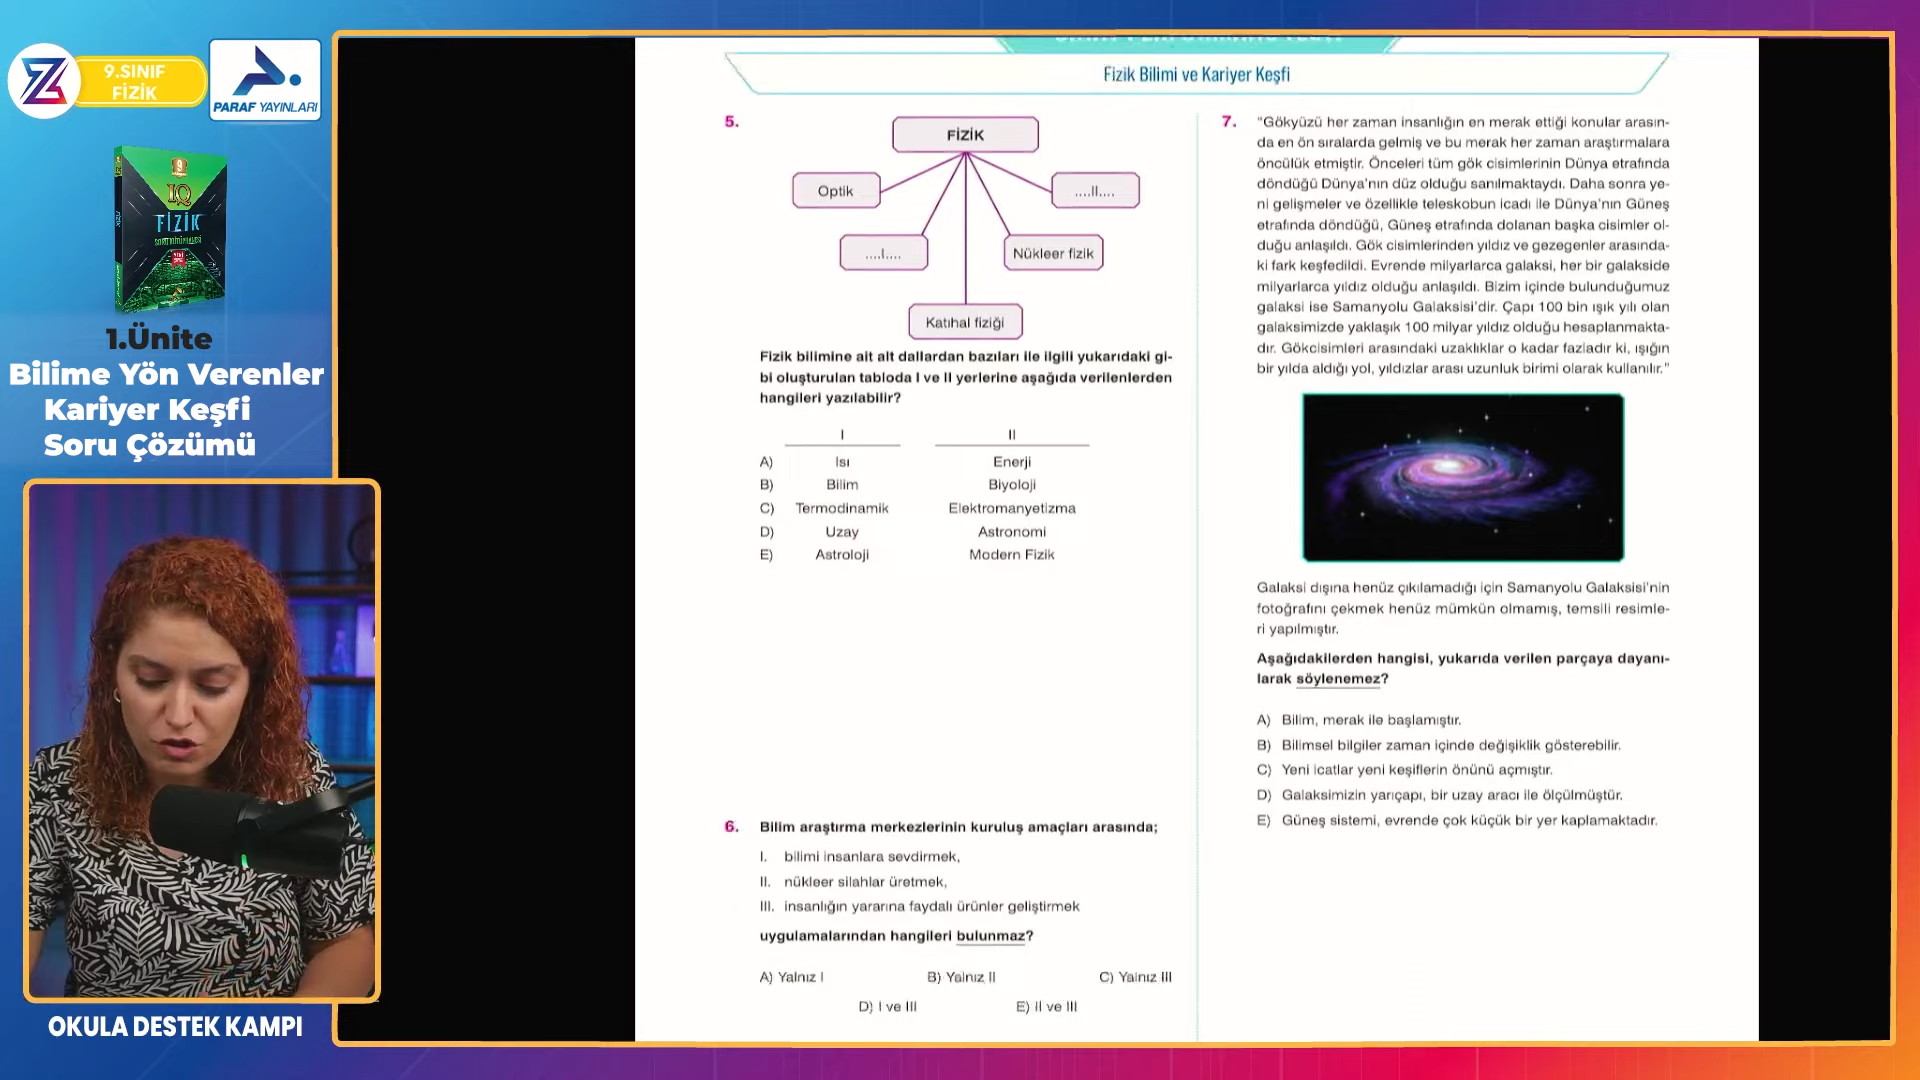 9.SINIF
FİZİK
PARAF YAYINLARI
9
IQ
FİZİK
1.Ünite
Bilime Yön Verenler
Kariyer Keşfi
Soru Çözümü
OKULA DESTEK KAMPI
Fizik Bilimi ve Kariyer Keşfi
5.
FİZİK
Optik
....II....
....I....
Nükleer fizik
Katıhal fiziği
Fizik bilimine ait alt dallardan bazıları ile ilgili yukarıdaki gi-
bi oluşturulan tabloda I ve II yerlerine aşağıda verilenlerden
hangileri yazılabilir?
I II
A) Isı Enerji
B) Bilim Biyoloji
C) Termodinamik Elektromanyetizma
D) Uzay Astronomi
E) Astroloji Modern Fizik
6. Bilim araştırma merkezlerinin kuruluş amaçları arasında;
I. bilimi insanlara sevdirmek,
II. nükleer silahlar üretmek,
III. insanlığın yararına faydalı ürünler geliştirmek
uygulamalarından hangileri bulunmaz?
A) Yalnız I B) Yalnız II C) Yalnız III
D) I ve III E) II ve III
7. "Gökyüzü her zaman insanlığın en merak ettiği konular arasın-
da en ön sıralarda gelmiş ve bu merak her zaman araştırmalara
öncülük etmiştir. Önceleri tüm gök cisimlerinin Dünya etrafında
döndüğü Dünya'nın düz olduğu sanılmaktaydı. Daha sonra ye-
ni gelişmeler ve özellikle teleskobun icadı ile Dünya'nın Güneş
etrafında döndüğü, Güneş etrafında dolanan başka cisimler ol-
duğu anlaşıldı. Gök cisimlerinden yıldız ve gezegenler arasında-
ki fark keşfedildi. Evrende milyarlarca galaksi, her bir galakside
milyarlarca yıldız olduğu anlaşıldı. Bizim içinde bulunduğumuz
galaksi ise Samanyolu Galaksisi'dir. Çapı 100 bin ışık yılı olan
galaksimizde yaklaşık 100 milyar yıldız olduğu hesaplanmakta-
dır. Gökcisimleri arasındaki uzaklıklar o kadar fazladır ki, ışığın
bir yılda aldığı yol, yıldızlar arası uzunluk birimi olarak kullanılır."
Galaksi dışına henüz çıkılamadığı için Samanyolu Galaksisi'nin
fotoğrafını çekmek henüz mümkün olmamış, temsili resimle-
ri yapılmıştır.
Aşağıdakilerden hangisi, yukarıda verilen parçaya dayanı-
larak söylenemez?
A) Bilim, merak ile başlamıştır.
B) Bilimsel bilgiler zaman içinde değişiklik gösterebilir.
C) Yeni icatlar yeni keşiflerin önünü açmıştır.
D) Galaksimizin yarıçapı, bir uzay aracı ile ölçülmüştür.
E) Güneş sistemi, evrende çok küçük bir yer kaplamaktadır.